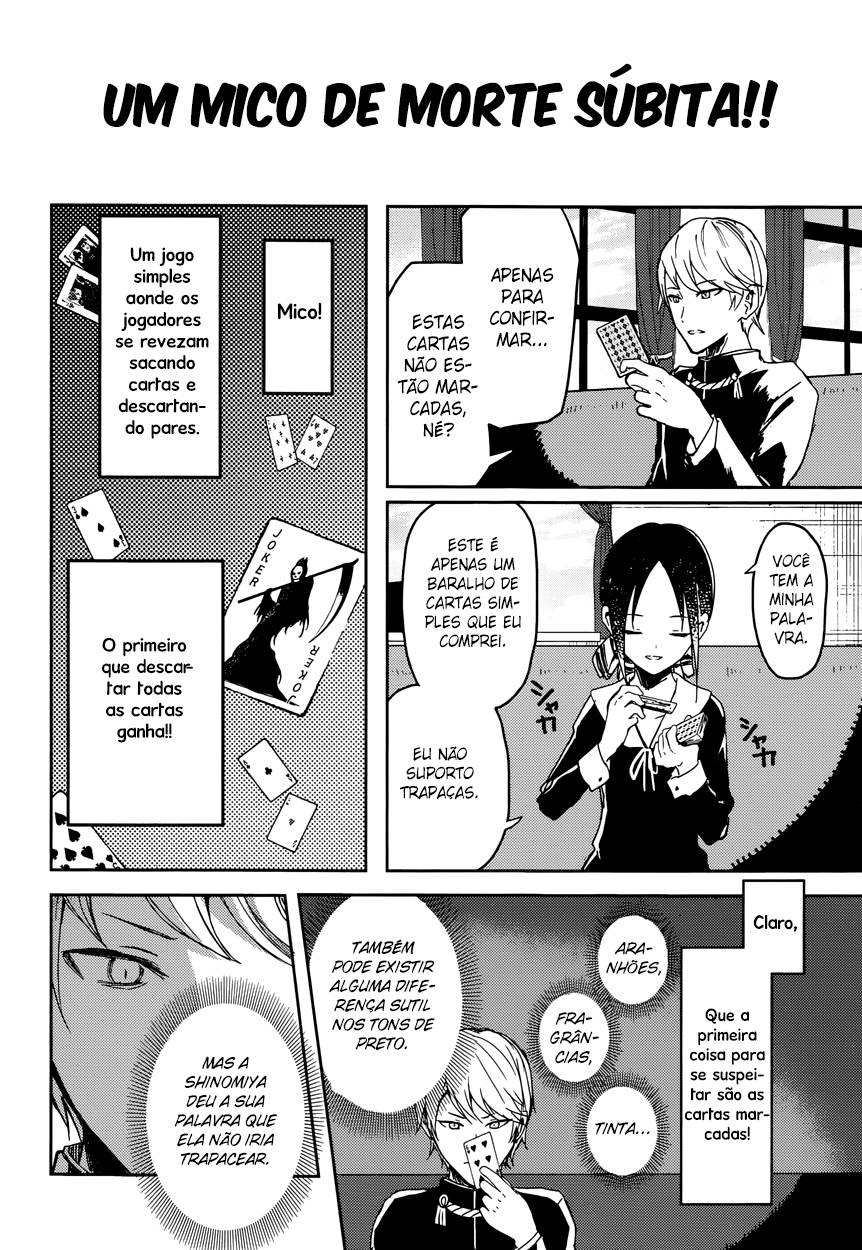 UM MICO DE MORTE SÚBITA!!
APENAS
PARA
CONFIR-
MAR...
ESTAS
CARTAS
NÃO ES-
TÃO MAR-
CADAS,
NÉ?
Mico!
Um jogo
simples
aonde os
jogadores
se revezam
sacando
cartas e
descartan-
do pares.
JOKER
JOKER
O primeiro
que descar-
tar todas
as cartas
ganha!!
VOCÊ
TEM A
MINHA
PALA-
VRA.
ESTE É
APENAS UM
BARALHO DE
CARTAS SIM-
PLES QUE EU
COMPREI.
EU NÃO
SUPORTO
TRAPAÇAS.
シャカ
シャカ
Claro,
Que a
primeira
coisa para
se suspei-
tar são as
cartas mar-
cadas!
ARA-
NHÕES,
FRA-
GRÂN-
CIAS,
TINTA...
TAMBÉM
PODE EXISTIR
ALGUMA DIFE-
RENÇA SUTIL
NOS TONS DE
PRETO.
MAS A
SHINOMIYA
DEU A SUA
PALAVRA QUE
ELA NÃO IRIA
TRAPACEAR.